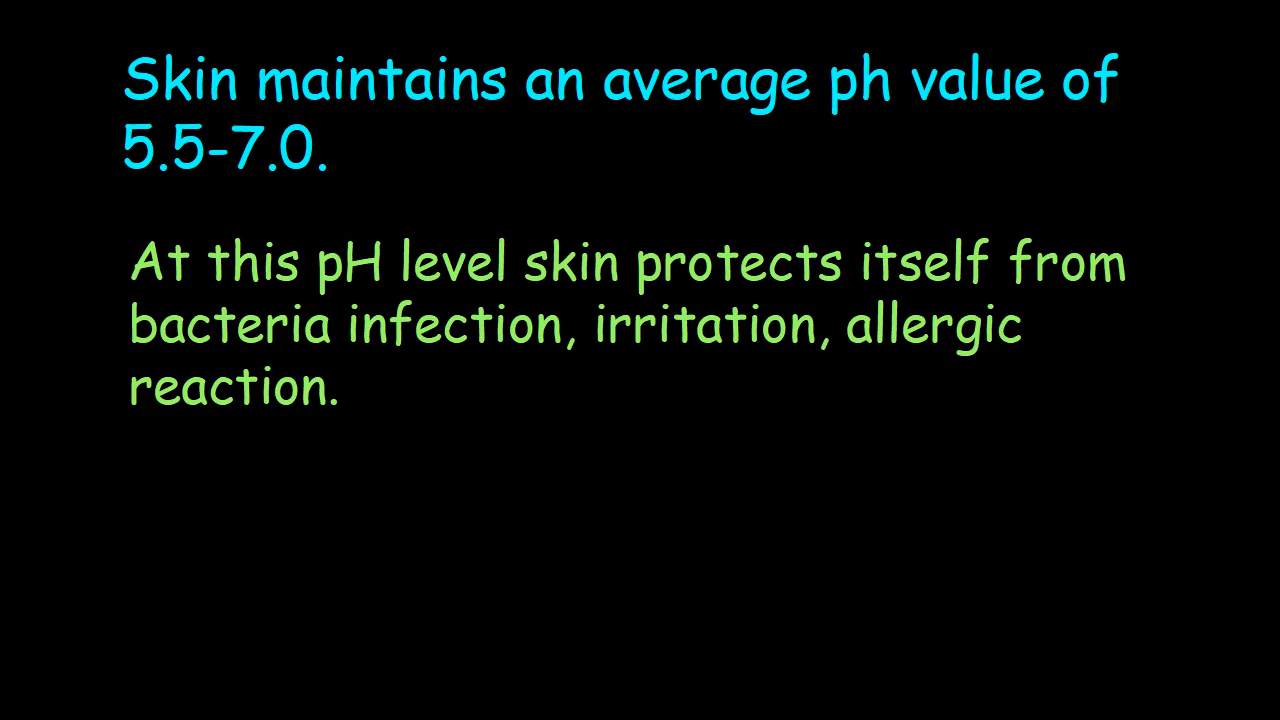 Skin maintains an average ph value of
5.5-7.0.
At this pH level skin protects itself from
bacteria infection, irritation, allergic
reaction.